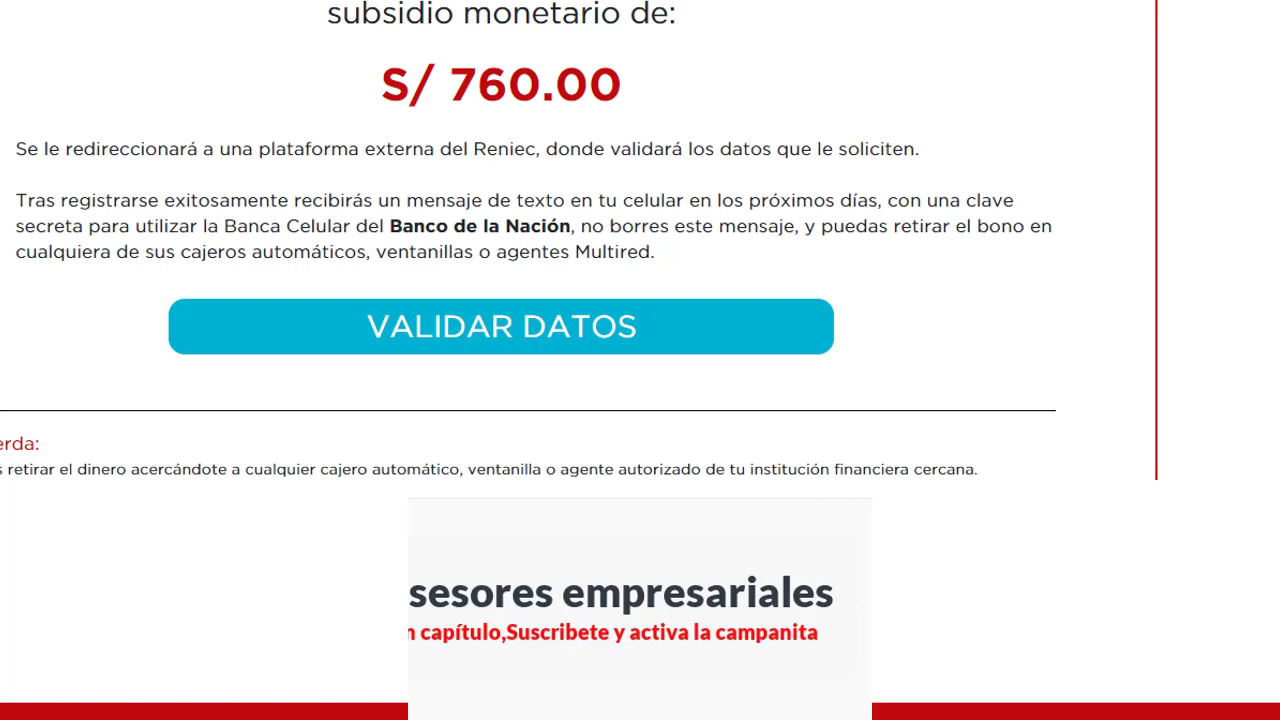 subsidio monetario de:
S/ 760.00
Se le redireccionará a una plataforma externa del Reniec, donde validará los datos que le soliciten.
Tras registrarse exitosamente recibirás un mensaje de texto en tu celular en los próximos días, con una clave
secreta para utilizar la Banca Celular del Banco de la Nación, no borres este mensaje, y puedas retirar el bono en
cualquiera de sus cajeros automáticos, ventanillas o agentes Multired.
VALIDAR DATOS
erda:
s retirar el dinero acercándote a cualquier cajero automático, ventanilla o agente autorizado de tu institución financiera cercana.
sesores empresariales
n capítulo,Suscribete y activa la campanita